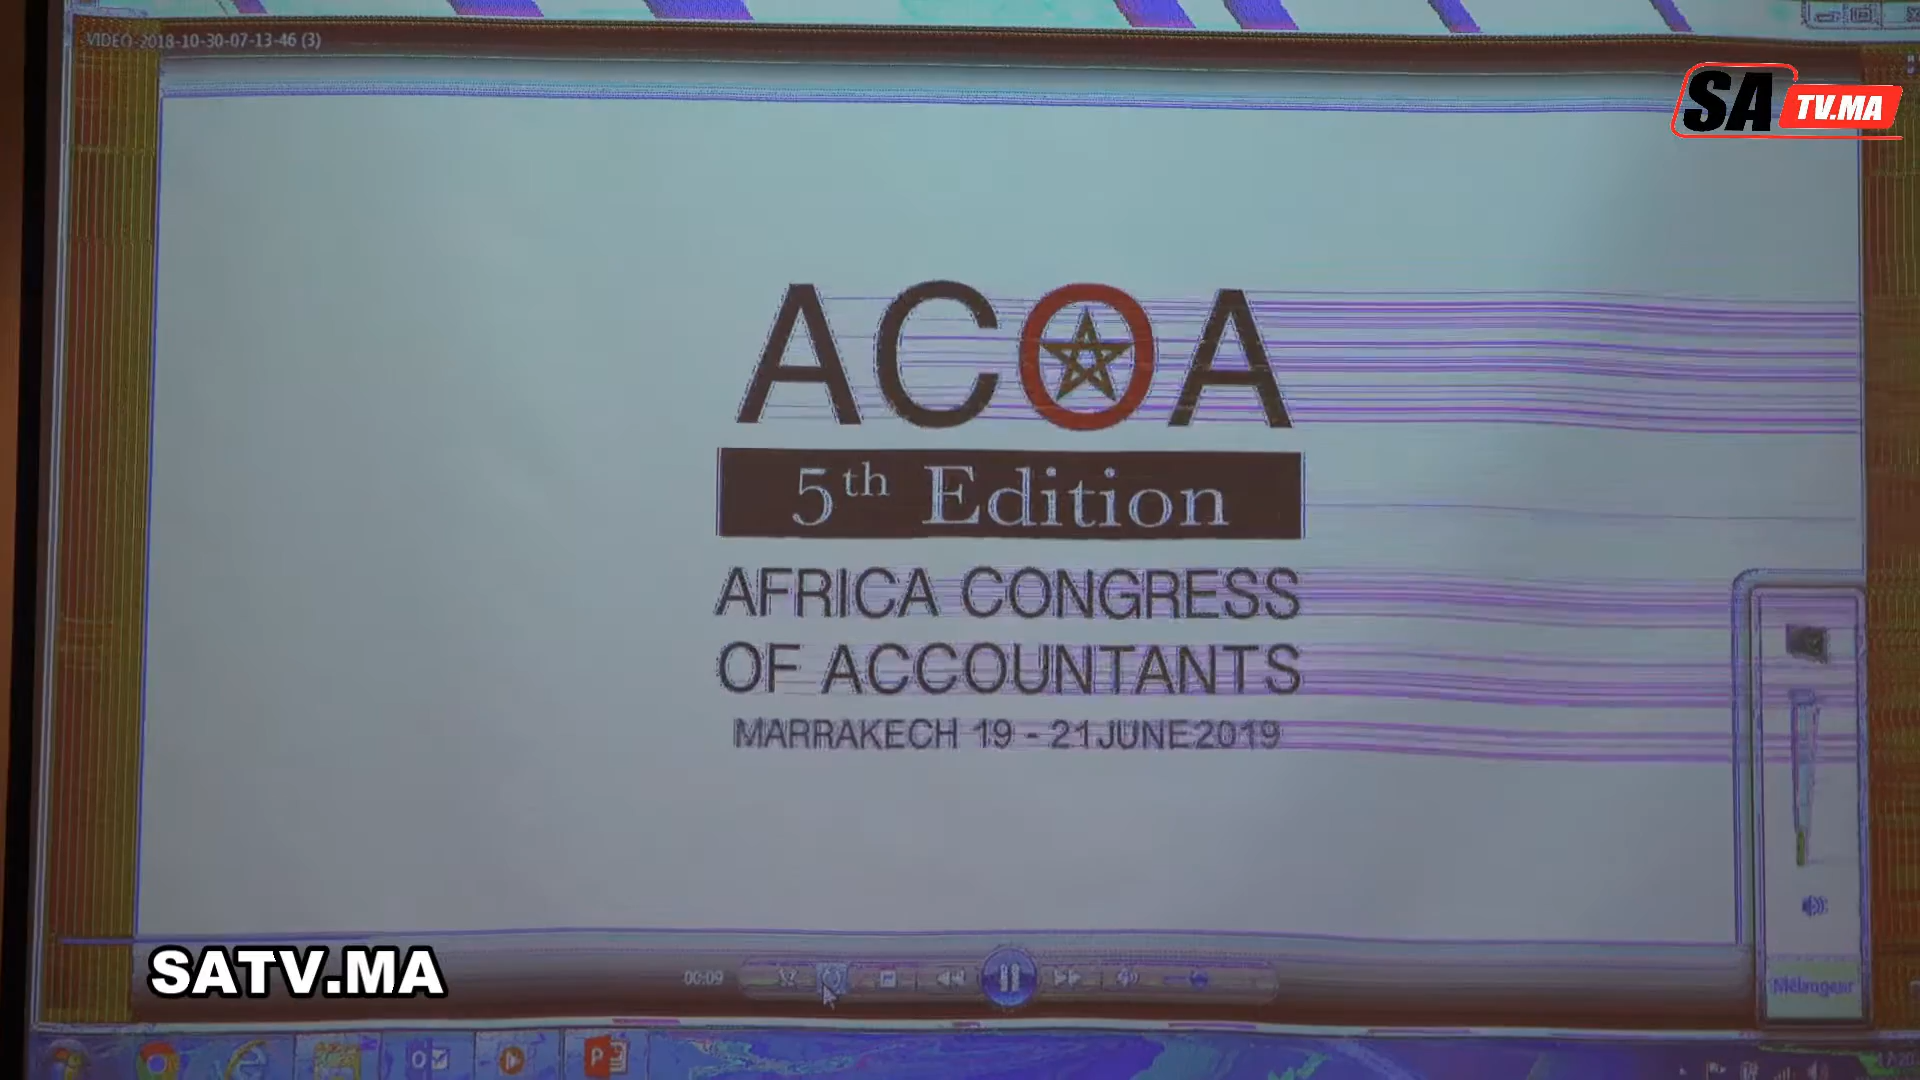 VIDEO-2018-10-30-07-13-46 (3)
SA TV.MA
ACOA
5th Edition
AFRICA CONGRESS
OF ACCOUNTANTS
MARRAKECH 19 - 21 JUNE 2019
SATV.MA
00:09
Mélangeur